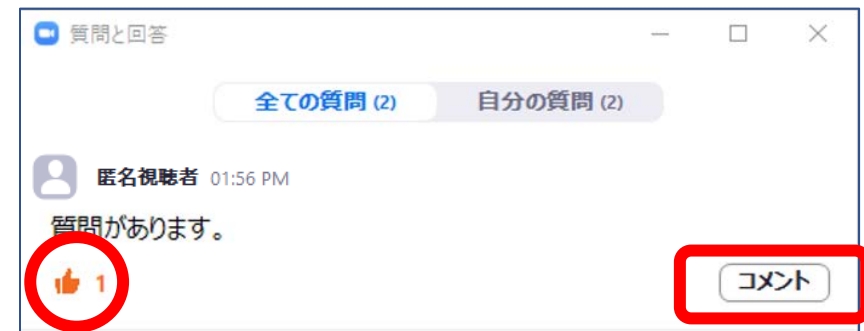 質問と回答
全ての質問 (2) 自分の質問 (2)
匿名視聴者 01:56 PM
質問があります。
1 コメント